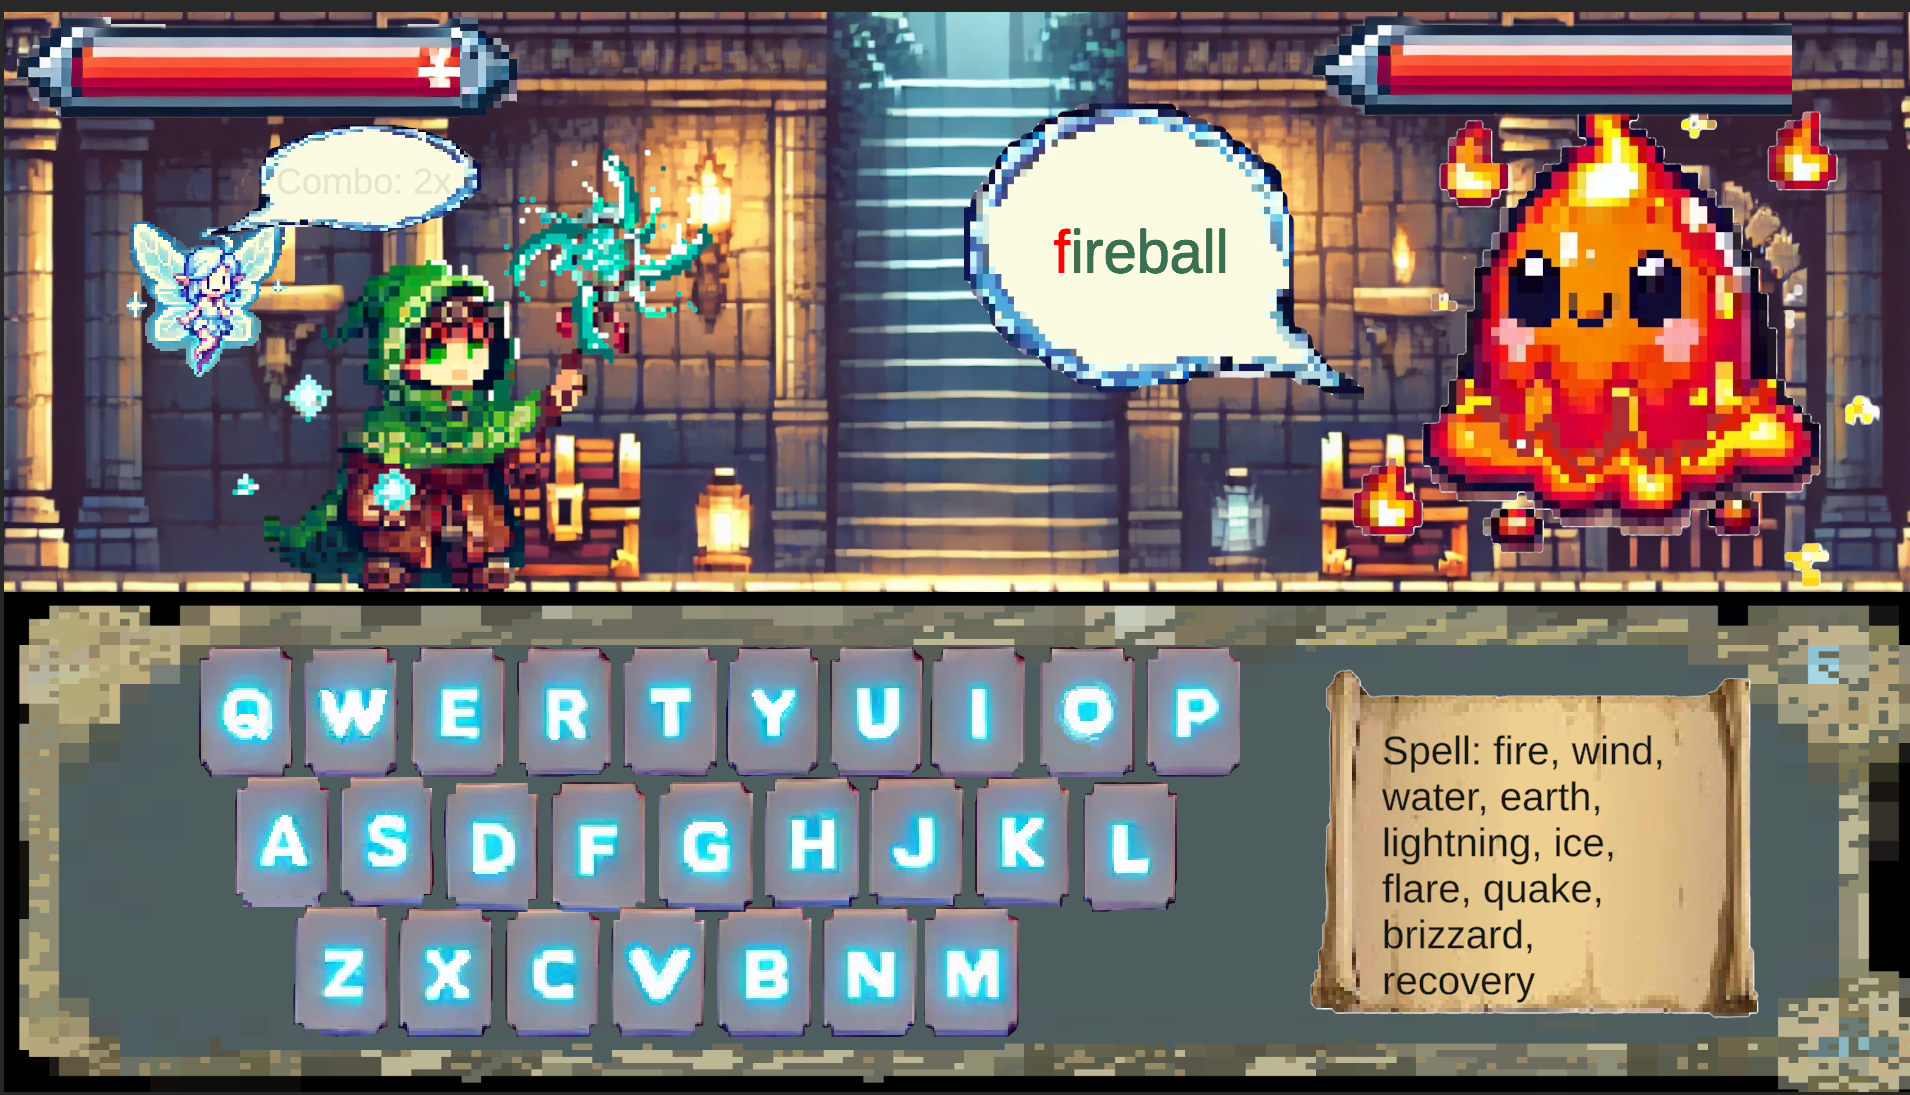 Combo: 2x
fireball
Q W E R T Y U I O P
A S D F G H J K L
Z X C V B N M
Spell: fire, wind,
water, earth,
lightning, ice,
flare, quake,
brizzard,
recovery